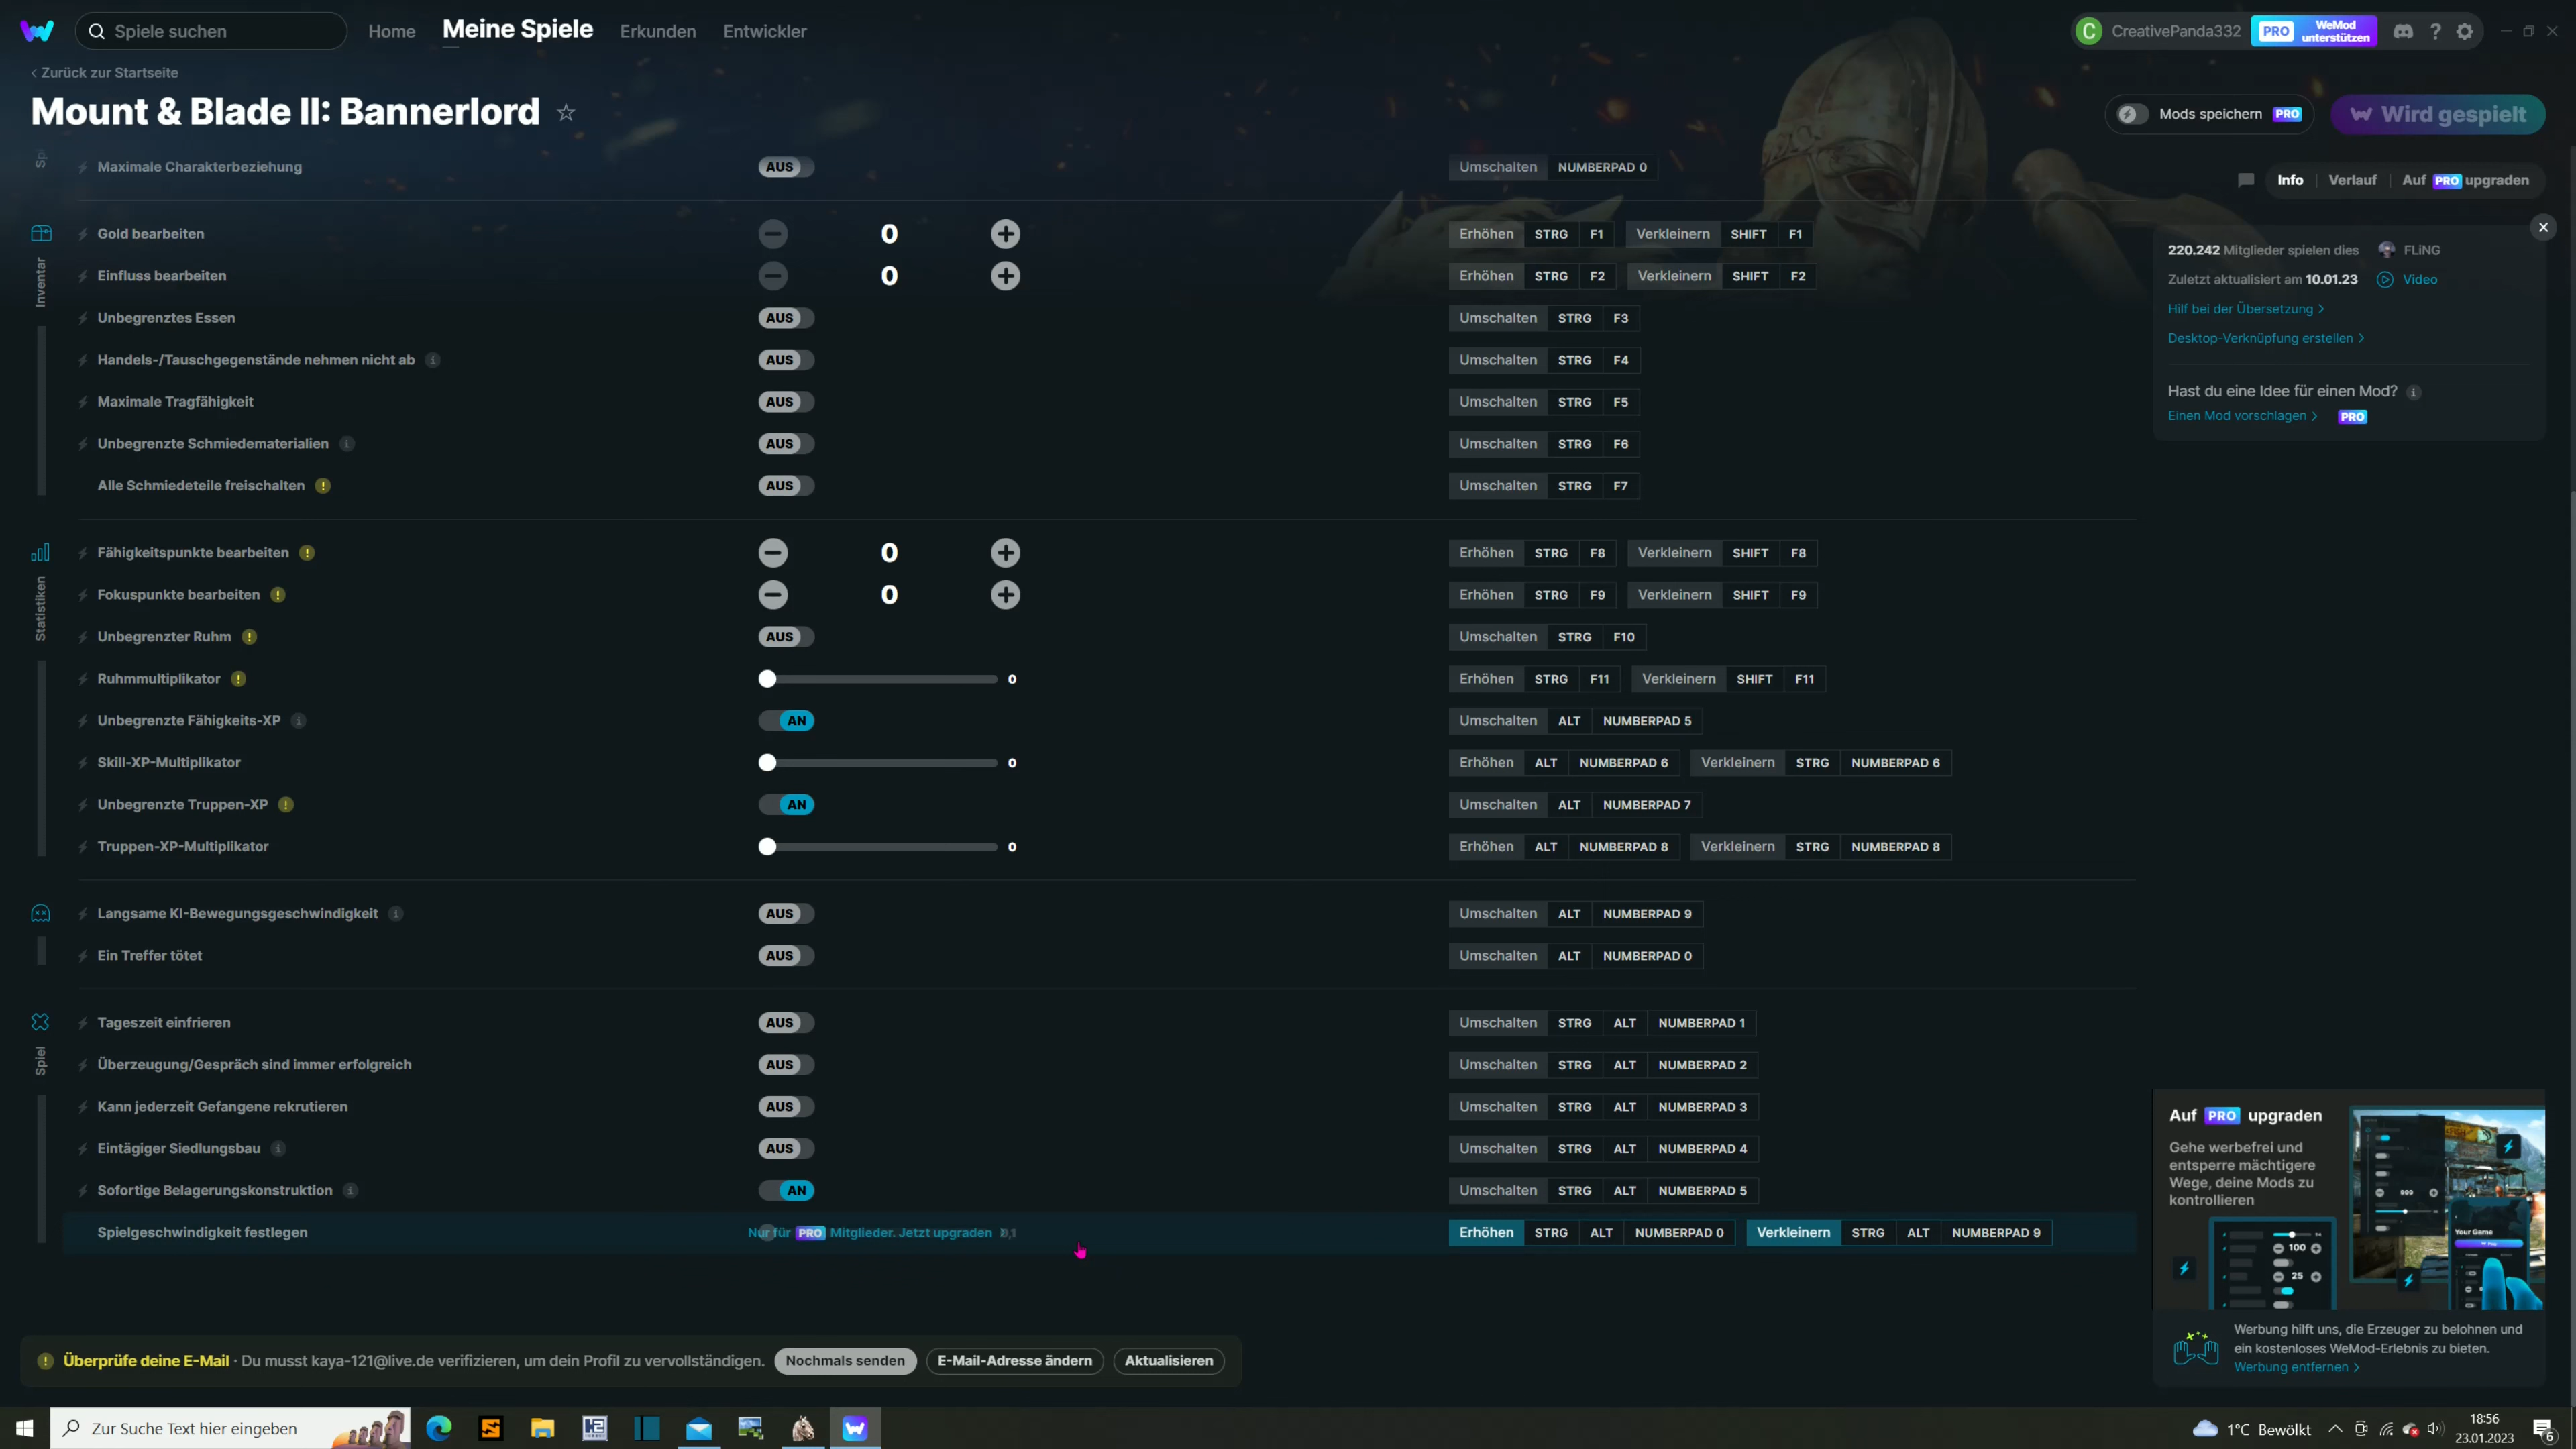 Spiele suchen
Home
Meine Spiele
Erkunden
Entwickler
C CreativePanda332
PRO WeMod unterstützen
?
Zurück zur Startseite
Mount & Blade II: Bannerlord
Mods speichern PRO
Wird gespielt
Maximale Charakterbeziehung AUS Umschalten NUMBERPAD 0
Info Verlauf Auf PRO upgraden
Inventar
Gold bearbeiten 0 Erhöhen STRG F1 Verkleinern SHIFT F1
Einfluss bearbeiten 0 Erhöhen STRG F2 Verkleinern SHIFT F2
Unbegrenztes Essen AUS Umschalten STRG F3
Handels-/Tauschgegenstände nehmen nicht ab AUS Umschalten STRG F4
Maximale Tragfähigkeit AUS Umschalten STRG F5
Unbegrenzte Schmiedematerialien AUS Umschalten STRG F6
Alle Schmiedeteile freischalten AUS Umschalten STRG F7
220.242 Mitglieder spielen dies FLiNG
Zuletzt aktualisiert am 10.01.23 Video
Hilf bei der Übersetzung >
Desktop-Verknüpfung erstellen >
Hast du eine Idee für einen Mod?
Einen Mod vorschlagen > PRO
Statistiken
Fähigkeitspunkte bearbeiten 0 Erhöhen STRG F8 Verkleinern SHIFT F8
Fokuspunkte bearbeiten 0 Erhöhen STRG F9 Verkleinern SHIFT F9
Unbegrenzter Ruhm AUS Umschalten STRG F10
Ruhmmultiplikator 0 Erhöhen STRG F11 Verkleinern SHIFT F11
Unbegrenzte Fähigkeits-XP AN Umschalten ALT NUMBERPAD 5
Skill-XP-Multiplikator 0 Erhöhen ALT NUMBERPAD 6 Verkleinern STRG NUMBERPAD 6
Unbegrenzte Truppen-XP AN Umschalten ALT NUMBERPAD 7
Truppen-XP-Multiplikator 0 Erhöhen ALT NUMBERPAD 8 Verkleinern STRG NUMBERPAD 8
Langsame KI-Bewegungsgeschwindigkeit AUS Umschalten ALT NUMBERPAD 9
Ein Treffer tötet AUS Umschalten ALT NUMBERPAD 0
Spiel
Tageszeit einfrieren AUS Umschalten STRG ALT NUMBERPAD 1
Überzeugung/Gespräch sind immer erfolgreich AUS Umschalten STRG ALT NUMBERPAD 2
Kann jederzeit Gefangene rekrutieren AUS Umschalten STRG ALT NUMBERPAD 3
Eintägiger Siedlungsbau AUS Umschalten STRG ALT NUMBERPAD 4
Sofortige Belagerungskonstruktion AN Umschalten STRG ALT NUMBERPAD 5
Spielgeschwindigkeit festlegen Nur für PRO Mitglieder. Jetzt upgraden Erhöhen STRG ALT NUMBERPAD 0 Verkleinern STRG ALT NUMBERPAD 9
Auf PRO upgraden
Gehe werbefrei und
entsperre mächtigere
Wege, deine Mods zu
kontrollieren
999
Your Game
100
25
Werbung hilft uns, die Erzeuger zu belohnen und
ein kostenloses WeMod-Erlebnis zu bieten.
Werbung entfernen >
Überprüfe deine E-Mail · Du musst kaya-121@live.de verifizieren, um dein Profil zu vervollständigen. Nochmals senden E-Mail-Adresse ändern Aktualisieren
Zur Suche Text hier eingeben
1°C Bewölkt
18:56
23.01.2023
6